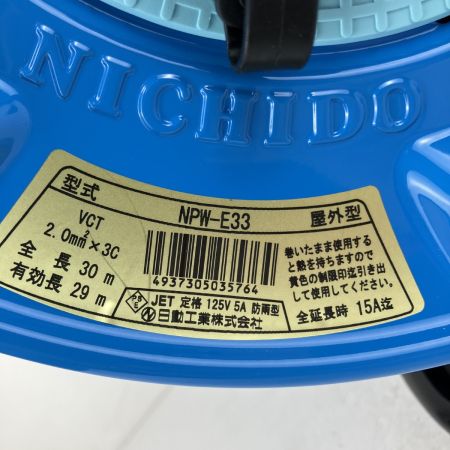 NICHIDO
型式 NPW-E33 屋外型
VCT
2.0mm²×3C
全長 30m
有効長 29m
4937305035764
巻いたまま使用する
と熱を持ちますので
黄色の制限印迄引き出
して使用してください。
PSE JET 定格 125V 5A 防雨型
N 日動工業株式会社
全延長時 15A迄